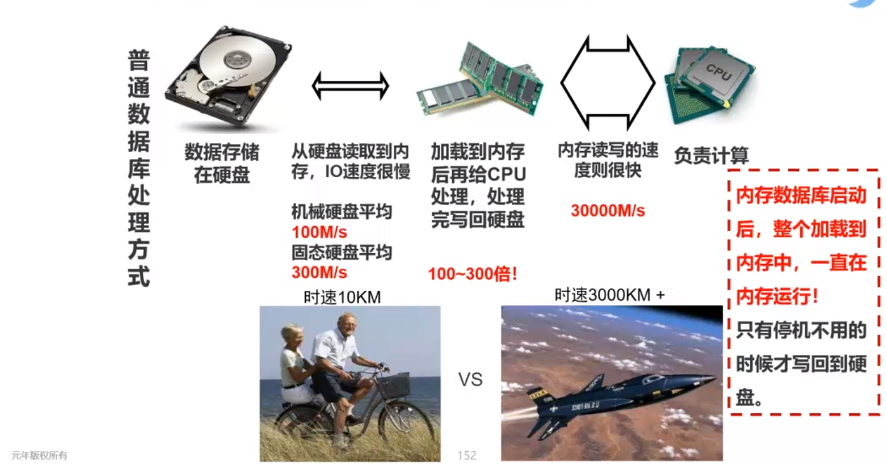 普通数据库处理方式
数据存储
在硬盘
从硬盘读取到内
存，IO速度很慢
机械硬盘平均
100M/s
固态硬盘平均
300M/s
加载到内存
后再给CPU
处理，处理
完写回硬盘
100~300倍！
内存读写的速
度则很快
30000M/s
CPU
负责计算
内存数据库启动
后，整个加载到
内存中，一直在
内存运行！
只有停机不用的
时候才写回到硬
盘。
时速10KM
VS
时速3000KM +
元年版权所有
152